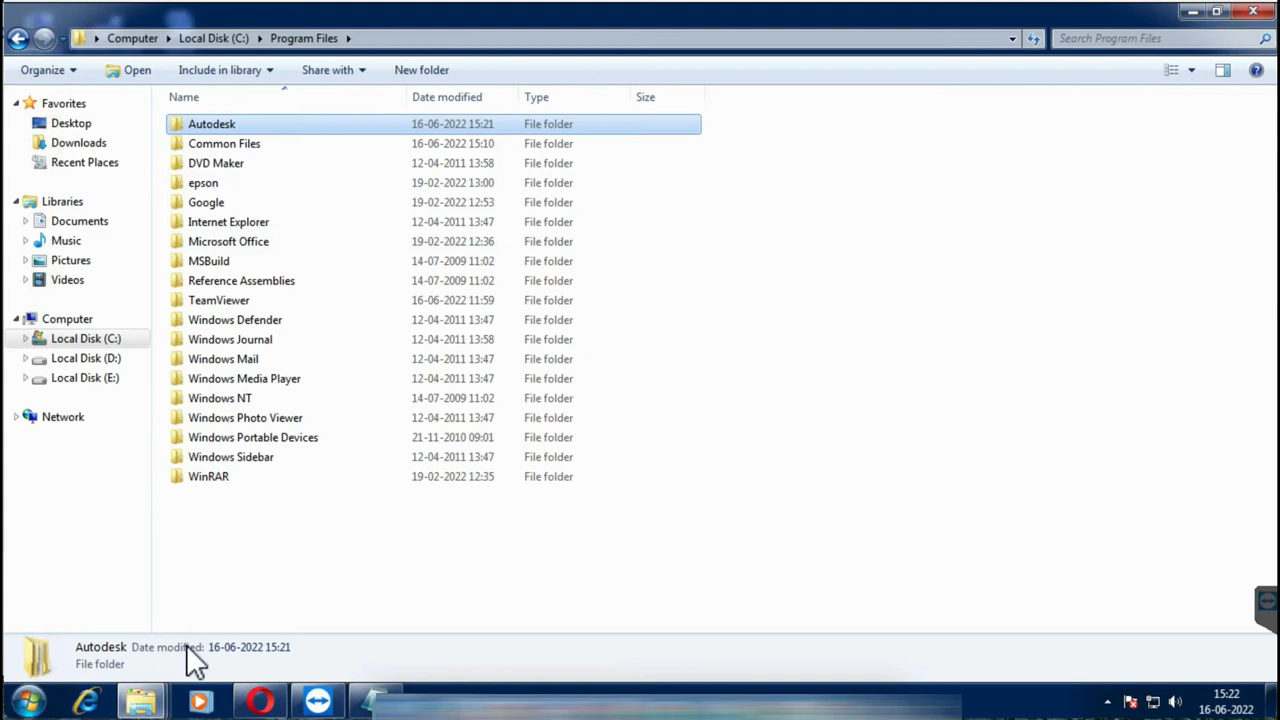 Computer Local Disk (C:) Program Files Search Program Files
Organize Open Include in library Share with New folder
Name Date modified Type Size
Favorites
Desktop
Downloads
Recent Places
Libraries
Documents
Music
Pictures
Videos
Computer
Local Disk (C:)
Local Disk (D:)
Local Disk (E:)
Network
Autodesk 16-06-2022 15:21 File folder
Common Files 16-06-2022 15:10 File folder
DVD Maker 12-04-2011 13:58 File folder
epson 19-02-2022 13:00 File folder
Google 19-02-2022 12:53 File folder
Internet Explorer 12-04-2011 13:47 File folder
Microsoft Office 19-02-2022 12:36 File folder
MSBuild 14-07-2009 11:02 File folder
Reference Assemblies 14-07-2009 11:02 File folder
TeamViewer 16-06-2022 11:59 File folder
Windows Defender 12-04-2011 13:47 File folder
Windows Journal 12-04-2011 13:58 File folder
Windows Mail 12-04-2011 13:47 File folder
Windows Media Player 12-04-2011 13:47 File folder
Windows NT 14-07-2009 11:02 File folder
Windows Photo Viewer 12-04-2011 13:47 File folder
Windows Portable Devices 21-11-2010 09:01 File folder
Windows Sidebar 12-04-2011 13:47 File folder
WinRAR 19-02-2022 12:35 File folder
Autodesk Date modified: 16-06-2022 15:21
File folder
15:22
16-06-2022